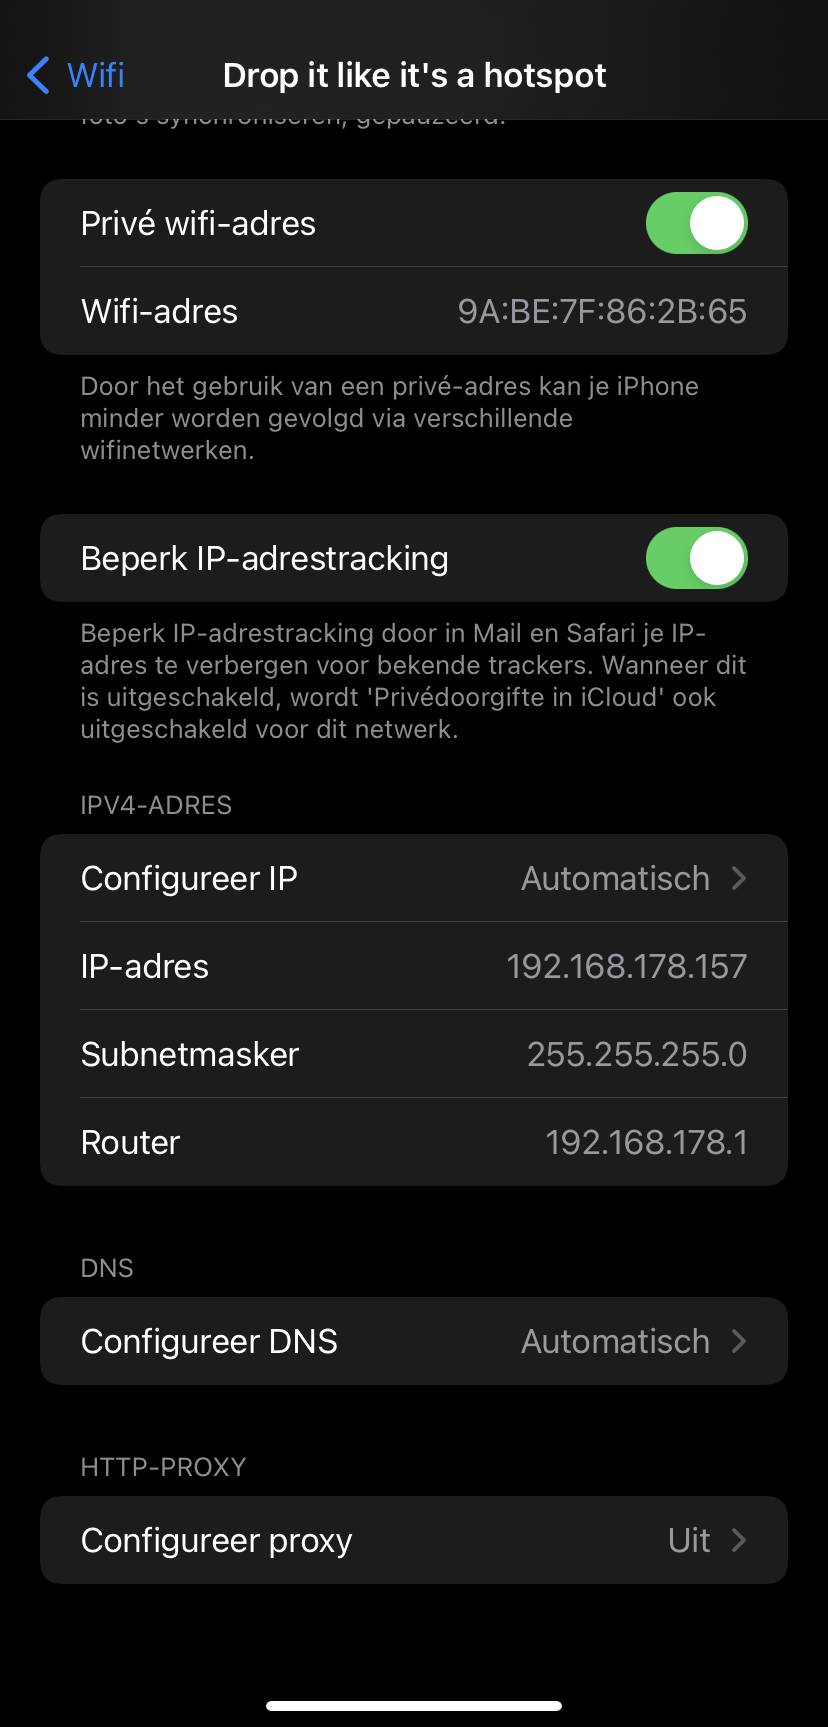 Wifi
Drop it like it's a hotspot
foto's synchroniseren, gepauzeerd.
Privé wifi-adres
Wifi-adres 9A:BE:7F:86:2B:65
Door het gebruik van een privé-adres kan je iPhone
minder worden gevolgd via verschillende
wifinetwerken.
Beperk IP-adrestracking
Beperk IP-adrestracking door in Mail en Safari je IP-
adres te verbergen voor bekende trackers. Wanneer dit
is uitgeschakeld, wordt 'Privédoorgifte in iCloud' ook
uitgeschakeld voor dit netwerk.
IPV4-ADRES
Configureer IP Automatisch
IP-adres 192.168.178.157
Subnetmasker 255.255.255.0
Router 192.168.178.1
DNS
Configureer DNS Automatisch
HTTP-PROXY
Configureer proxy Uit